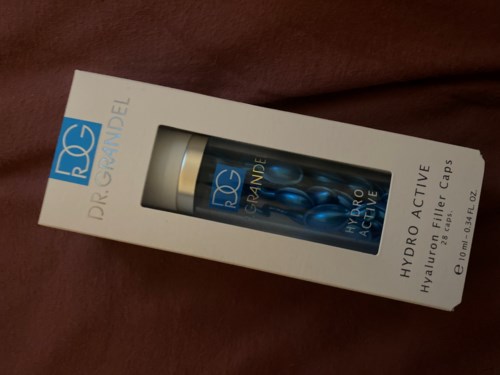 DG
R
DR. GRANDEL
DG
R
GRANDE
HYDRO
ACTIVE
HYDRO ACTIVE
Hyaluron Filler Caps
28 caps.
℮ 10 ml - 0.34 FL. OZ.